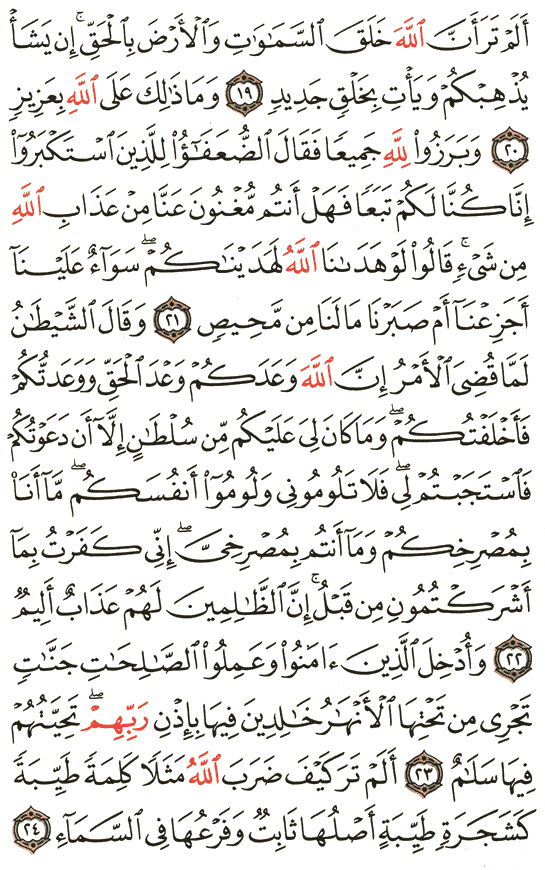 أَلَمۡ تَرَ أَنَّ ٱللَّهَ خَلَقَ ٱلسَّمَٰوَٰتِ وَٱلۡأَرۡضَ بِٱلۡحَقِّۚ إِن يَشَأۡ
يُذۡهِبۡكُمۡ وَيَأۡتِ بِخَلۡقٖ جَدِيدٖ ١٩ وَمَا ذَٰلِكَ عَلَى ٱللَّهِ بِعَزِيزٖ
٢٠ وَبَرَزُواْ لِلَّهِ جَمِيعٗا فَقَالَ ٱلضُّعَفَٰٓؤُاْ لِلَّذِينَ ٱسۡتَكۡبَرُوٓاْ
إِنَّا كُنَّا لَكُمۡ تَبَعٗا فَهَلۡ أَنتُم مُّغۡنُونَ عَنَّا مِنۡ عَذَابِ ٱللَّهِ
مِن شَيۡءٖۚ قَالُواْ لَوۡ هَدَىٰنَا ٱللَّهُ لَهَدَيۡنَٰكُمۡۖ سَوَآءٌ عَلَيۡنَآ
أَجَزِعۡنَآ أَمۡ صَبَرۡنَا مَا لَنَا مِن مَّحِيصٖ ٢١ وَقَالَ ٱلشَّيۡطَٰنُ
لَمَّا قُضِيَ ٱلۡأَمۡرُ إِنَّ ٱللَّهَ وَعَدَكُمۡ وَعۡدَ ٱلۡحَقِّ وَوَعَدتُّكُمۡ
فَأَخۡلَفۡتُكُمۡۖ وَمَا كَانَ لِيَ عَلَيۡكُم مِّن سُلۡطَٰنٍ إِلَّآ أَن دَعَوۡتُكُمۡ
فَٱسۡتَجَبۡتُمۡ لِيۖ فَلَا تَلُومُونِي وَلُومُوٓاْ أَنفُسَكُمۖ مَّآ أَنَا۠
بِمُصۡرِخِكُمۡ وَمَآ أَنتُم بِمُصۡرِخِيَّۖ إِنِّي كَفَرۡتُ بِمَآ
أَشۡرَكۡتُمُونِ مِن قَبۡلُۗ إِنَّ ٱلظَّٰلِمِينَ لَهُمۡ عَذَابٌ أَلِيمٞ
٢٢ وَأُدۡخِلَ ٱلَّذِينَ ءَامَنُواْ وَعَمِلُواْ ٱلصَّٰلِحَٰتِ جَنَّٰتٖ
تَجۡرِي مِن تَحۡتِهَا ٱلۡأَنۡهَٰرُ خَٰلِدِينَ فِيهَا بِإِذۡنِ رَبِّهِمۡۖ تَحِيَّتُهُمۡ
فِيهَا سَلَٰمٌ ٢٣ أَلَمۡ تَرَ كَيۡفَ ضَرَبَ ٱللَّهُ مَثَلٗا كَلِمَةٗ طَيِّبَةٗ
كَشَجَرَةٖ طَيِّبَةٍ أَصۡلُهَا ثَابِتٞ وَفَرۡعُهَا فِي ٱلسَّمَآءِ ٢٤